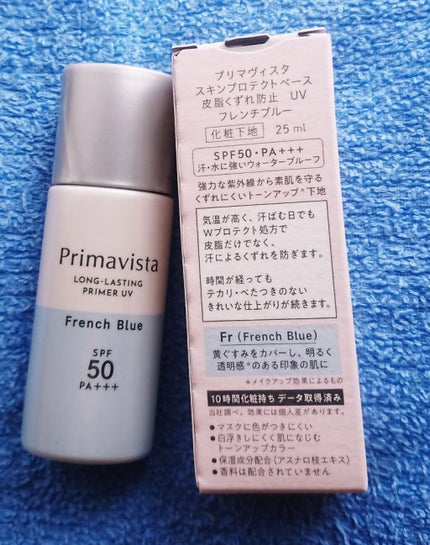 Primavista
LONG-LASTING
PRIMER UV
French Blue
SPF
50
PA+++
プリマヴィスタ
スキンプロテクトベース
皮脂くずれ防止 UV
フレンチブルー
化粧下地 25 ml
SPF50・PA+++
汗・水に強いウォータープルーフ
強力な紫外線から素肌を守る
くずれにくいトーンアップ*下地
気温が高く、汗ばむ日でも
Wプロテクト処方で
皮脂だけでなく、
汗によるくずれを防ぎます。
時間が経っても
テカリ・べたつきのない
きれいな仕上がりが続きます。
Fr (French Blue)
黄ぐすみをカバーし、明るく
透明感*のある印象の肌に
*メイクアップ効果によるもの
10時間化粧持ち データ取得済み
当社調べ。効果には個人差があります。
●マスクに色がつきにくい
●白浮きしにくく肌になじむ
トーンアップカラー
●保湿成分配合(アスナロ枝エキス)
●香料は配合されていません